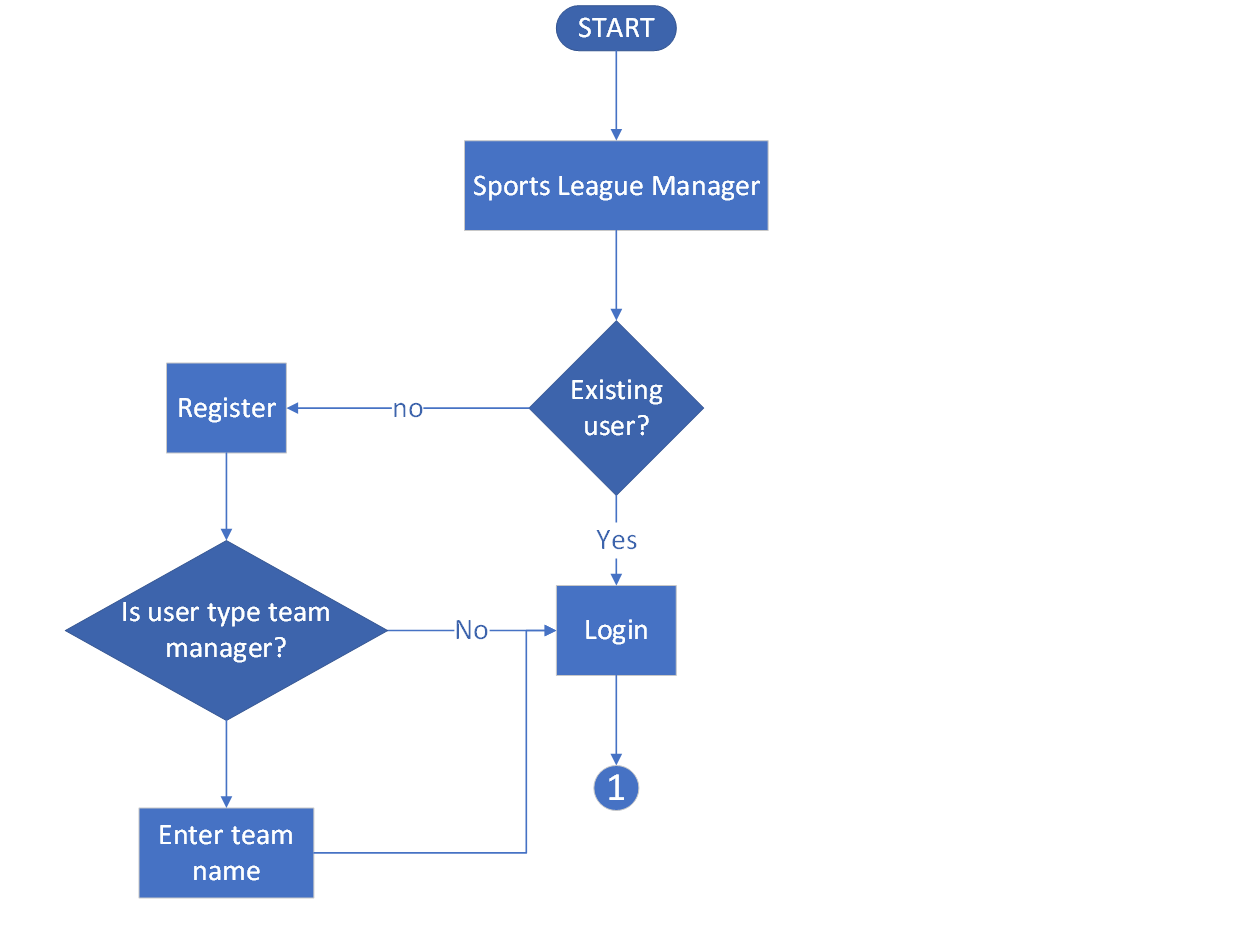 START
Sports League Manager
Existing
user?
no
Register
Yes
Is user type team
manager?
No
Login
1
Enter team
name